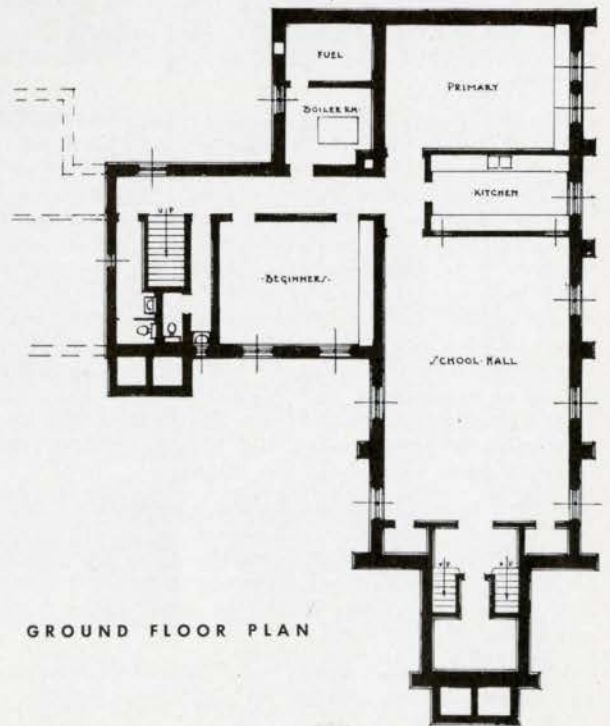 FUEL
PRIMARY
BOILER RM.
KITCHEN
UP
·BEGINNERS·
SCHOOL·HALL
UP
UP
GROUND FLOOR PLAN